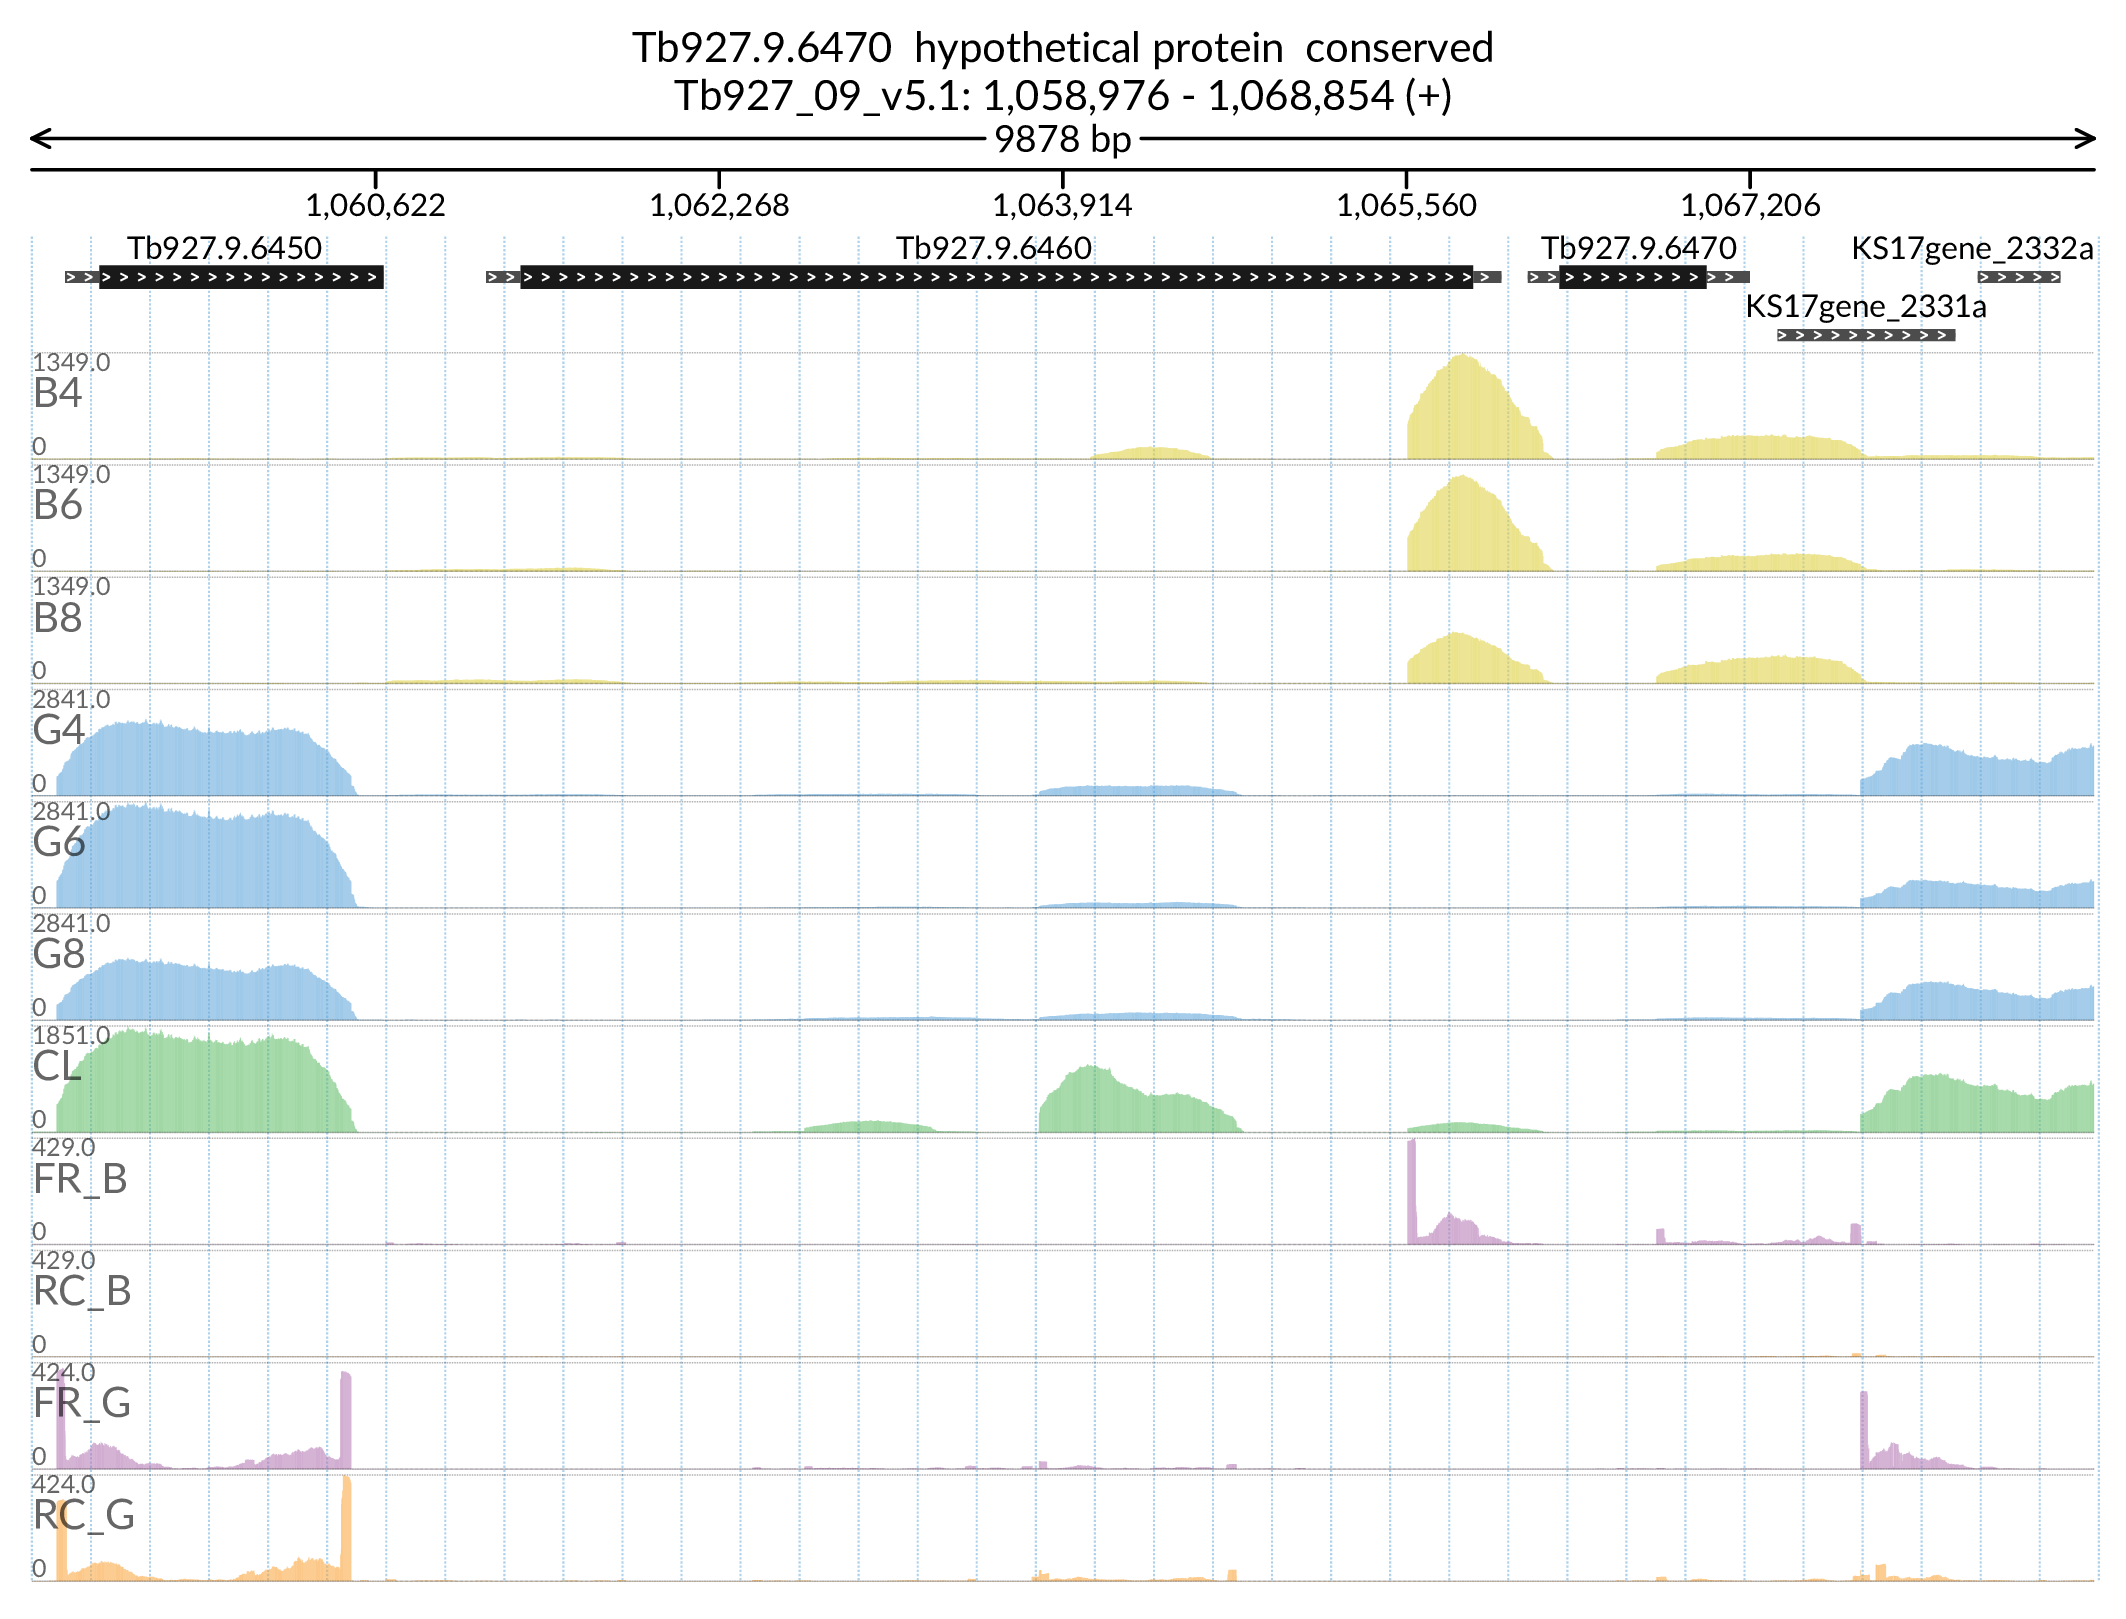 Tb927.9.6470 hypothetical protein conserved
Tb927_09_v5.1: 1,058,976 - 1,068,854 (+)
9878 bp
1,060,622 1,062,268 1,063,914 1,065,560 1,067,206
Tb927.9.6450 Tb927.9.6460 Tb927.9.6470 KS17gene_2332a
KS17gene_2331a
1349.0
B4
0
1349.0
B6
0
1349.0
B8
0
2841.0
G4
0
2841.0
G6
0
2841.0
G8
0
1851.0
CL
0
429.0
FR_B
0
429.0
RC_B
0
424.0
FR_G
0
424.0
RC_G
0